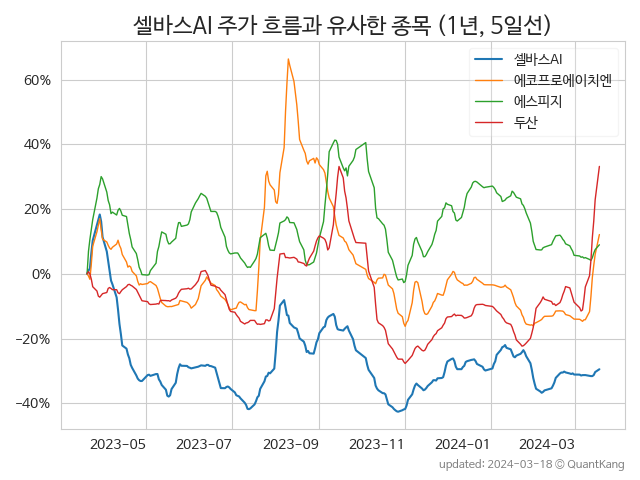 셀바스AI 주가 흐름과 유사한 종목 (1년, 5일선)
셀바스AI
에코프로에이치엔
에스피지
두산
60%
40%
20%
0%
−20%
−40%
2023-05
2023-07
2023-09
2023-11
2024-01
2024-03
updated: 2024-03-18 © QuantKang